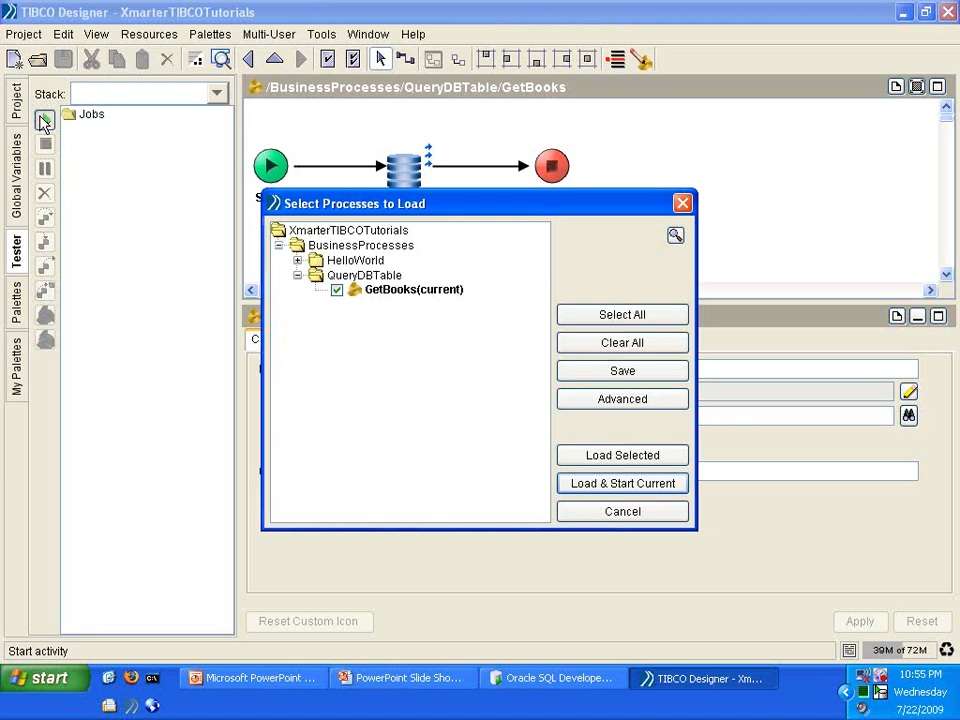 TIBCO Designer - XmarterTIBCOTutorials
Project Edit View Resources Palettes Multi-User Tools Window Help
Project
Global Variables
Tester
Palettes
My Palettes
Stack:
Jobs
/BusinessProcesses/QueryDBTable/GetBooks
Select Processes to Load
XmarterTIBCOTutorials
BusinessProcesses
HelloWorld
QueryDBTable
GetBooks(current)
Select All
Clear All
Save
Advanced
Load Selected
Load & Start Current
Cancel
Reset Custom Icon
Apply
Reset
Start activity
39M of 72M
start
Microsoft PowerPoint ...
PowerPoint Slide Sho...
Oracle SQL Develope...
TIBCO Designer - Xm...
10:55 PM
Wednesday
7/22/2009